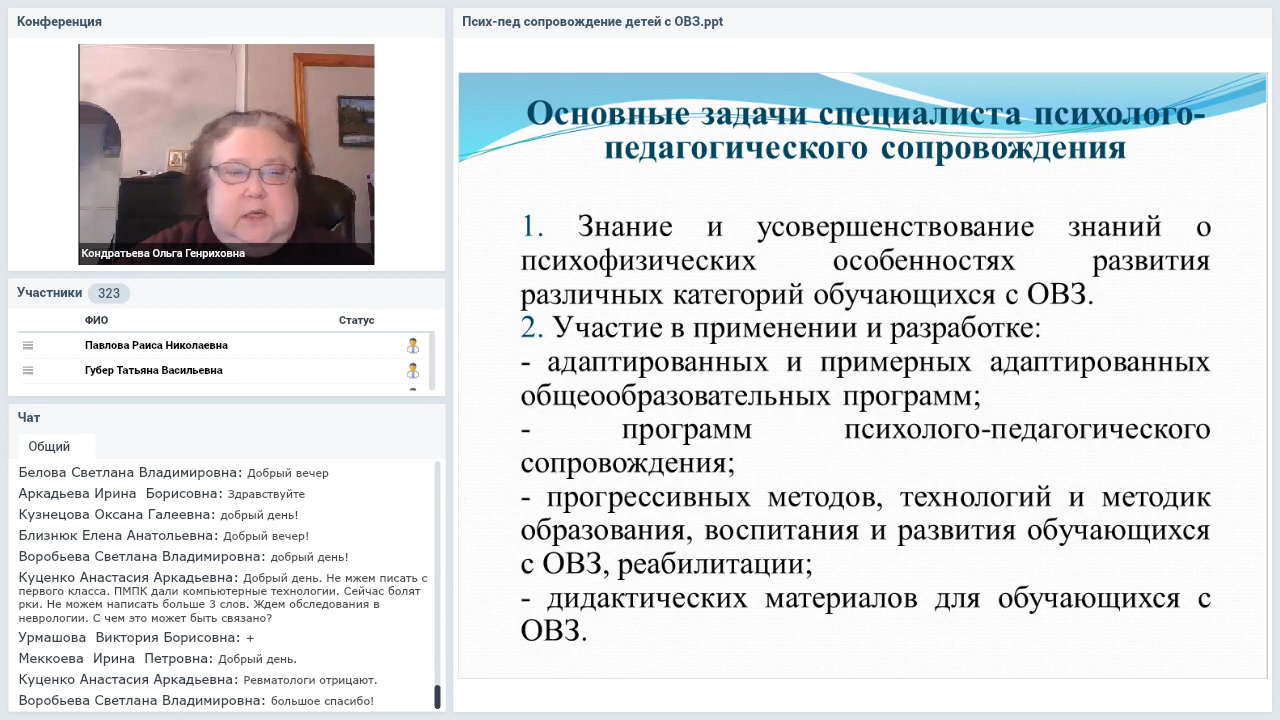 Конференция
Кондратьева Ольга Генриховна
Участники 323
ФИО Статус
Павлова Раиса Николаевна
Губер Татьяна Васильевна
Чат
Общий
Белова Светлана Владимировна: Добрый вечер
Аркадьева Ирина  Борисовна: Здравствуйте
Кузнецова Оксана Галеевна: добрый день!
Близнюк Елена Анатольевна: Добрый вечер!
Воробьева Светлана Владимировна: добрый день!
Куценко Анастасия Аркадьевна: Добрый день. Не мжем писать с
первого класса. ПМПК дали компьютерные технологии. Сейчас болят
рки. Не можем написать больше 3 слов. Ждем обследования в
неврологии. С чем это может быть связано?
Урмашова  Виктория Борисовна: +
Меккоева  Ирина  Петровна: Добрый день.
Куценко Анастасия Аркадьевна: Ревматологи отрицают.
Воробьева Светлана Владимировна: большое спасибо!
Псих-пед сопровождение детей с ОВЗ.ppt
Основные задачи специалиста психолого-
педагогического сопровождения
1. Знание и усовершенствование знаний о
психофизических особенностях развития
различных категорий обучающихся с ОВЗ.
2. Участие в применении и разработке:
- адаптированных и примерных адаптированных
общеообразовательных программ;
- программ психолого-педагогического
сопровождения;
- прогрессивных методов, технологий и методик
образования, воспитания и развития обучающихся
с ОВЗ, реабилитации;
- дидактических материалов для обучающихся с
ОВЗ.